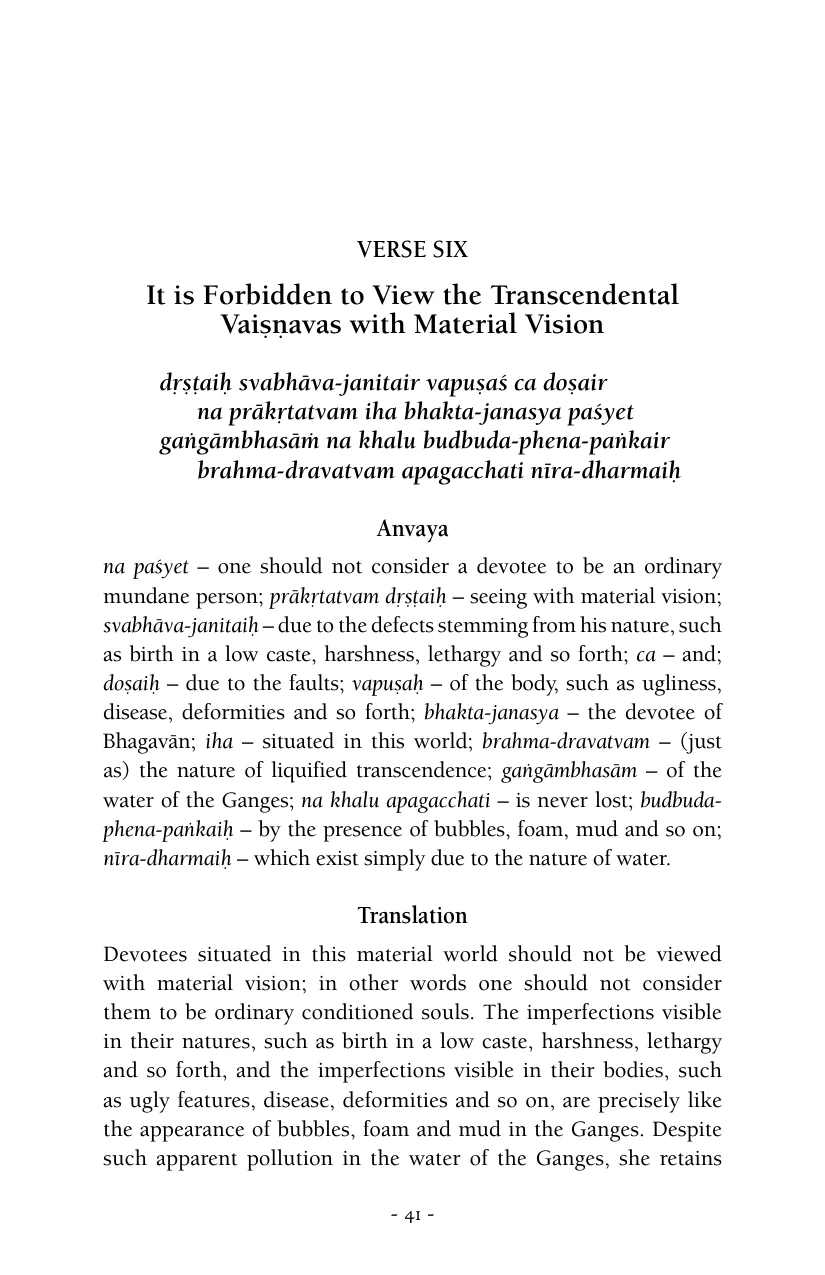 VERSE SIX
It is Forbidden to View the Transcendental
Vaiṣṇavas with Material Vision
dṛṣṭaiḥ svabhāva-janitair vapuṣaś ca doṣair
na prākṛtatvam iha bhakta-janasya paśyet
gaṅgāmbhasāṁ na khalu budbuda-phena-paṅkair
brahma-dravatvam apagacchati nīra-dharmaiḥ
Anvaya
na paśyet – one should not consider a devotee to be an ordinary
mundane person; prākṛtatvam dṛṣṭaiḥ – seeing with material vision;
svabhāva-janitaiḥ – due to the defects stemming from his nature, such
as birth in a low caste, harshness, lethargy and so forth; ca – and;
doṣaiḥ – due to the faults; vapuṣaḥ – of the body, such as ugliness,
disease, deformities and so forth; bhakta-janasya – the devotee of
Bhagavān; iha – situated in this world; brahma-dravatvam – (just
as) the nature of liquified transcendence; gaṅgāmbhasām – of the
water of the Ganges; na khalu apagacchati – is never lost; budbuda-
phena-paṅkaiḥ – by the presence of bubbles, foam, mud and so on;
nīra-dharmaiḥ – which exist simply due to the nature of water.
Translation
Devotees situated in this material world should not be viewed
with material vision; in other words one should not consider
them to be ordinary conditioned souls. The imperfections visible
in their natures, such as birth in a low caste, harshness, lethargy
and so forth, and the imperfections visible in their bodies, such
as ugly features, disease, deformities and so on, are precisely like
the appearance of bubbles, foam and mud in the Ganges. Despite
such apparent pollution in the water of the Ganges, she retains
- 41 -